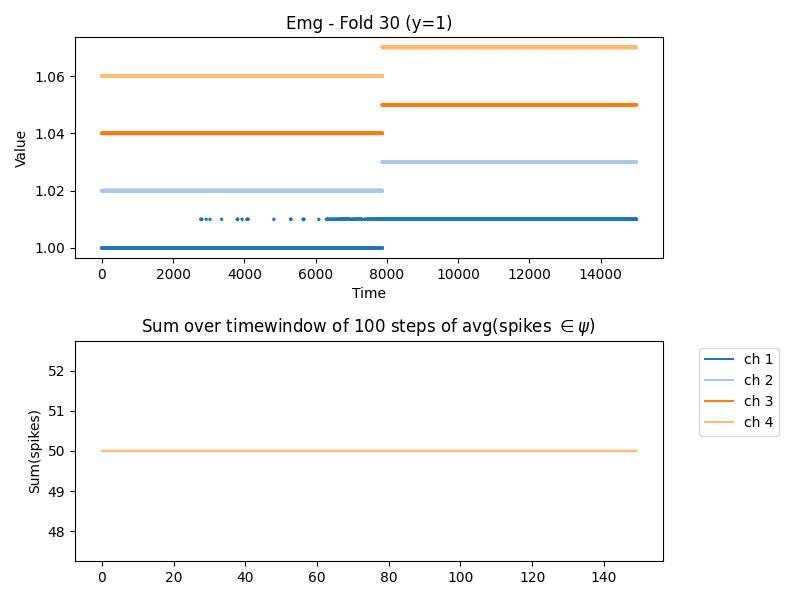 Emg - Fold 30 (y=1)
Value
1.06
1.04
1.02
1.00
0 2000 4000 6000 8000 10000 12000 14000
Time
Sum over timewindow of 100 steps of avg(spikes ∈ ψ)
Sum(spikes)
52
51
50
49
48
0 20 40 60 80 100 120 140
ch 1
ch 2
ch 3
ch 4